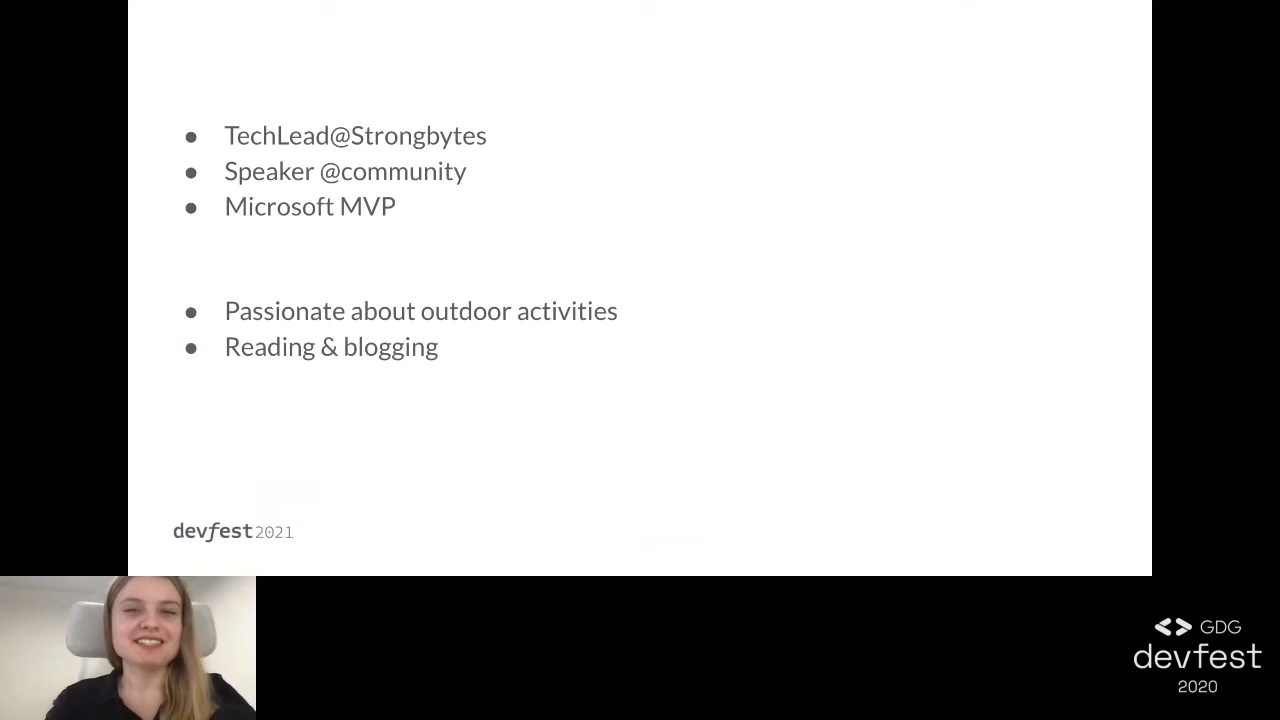 ● TechLead@Strongbytes
● Speaker @community
● Microsoft MVP
● Passionate about outdoor activities
● Reading & blogging
devfest2021
<> GDG
devfest
2020